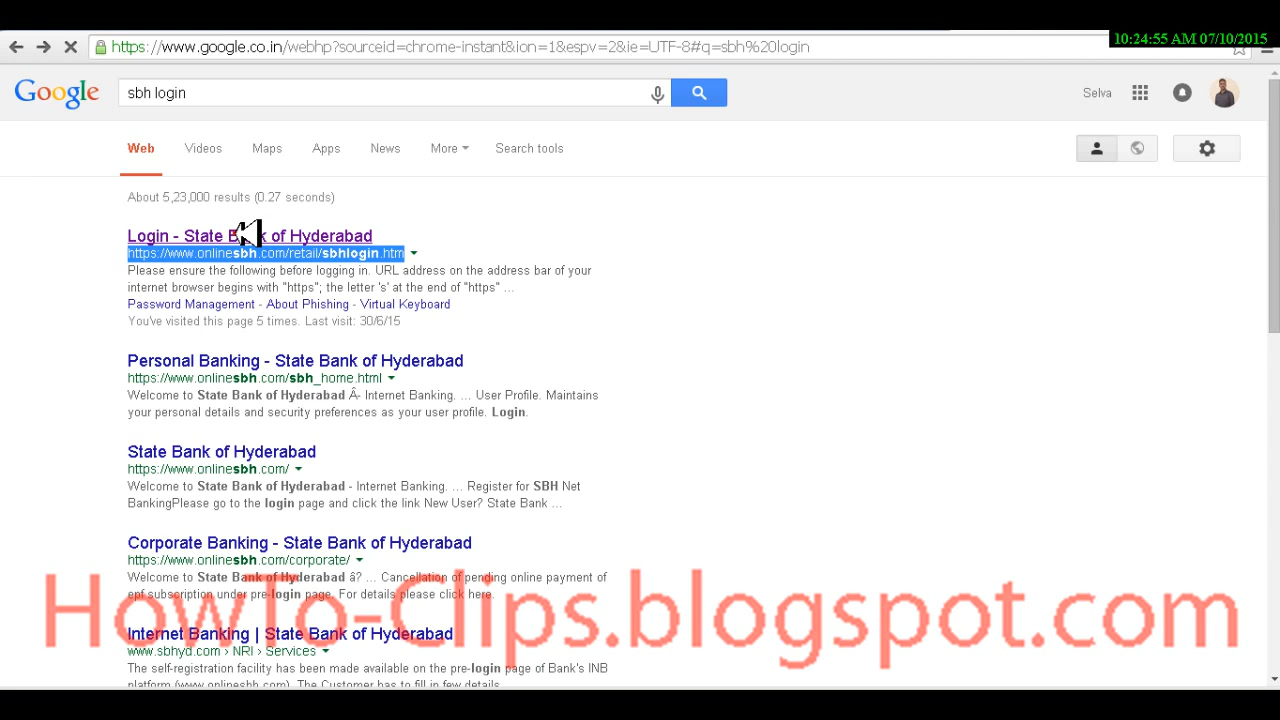 10:24:55 AM 07/10/2015
https://www.google.co.in/webhp?sourceid=chrome-instant&ion=1&espv=2&ie=UTF-8#q=sbh%20login
Google
sbh login
Selva
Web Videos Maps Apps News More Search tools
About 5,23,000 results (0.27 seconds)
Login - State Bank of Hyderabad
https://www.onlinesbh.com/retail/sbhlogin.htm
Please ensure the following before logging in. URL address on the address bar of your
internet browser begins with "https"; the letter 's' at the end of "https" ...
Password Management - About Phishing - Virtual Keyboard
You've visited this page 5 times. Last visit: 30/6/15
Personal Banking - State Bank of Hyderabad
https://www.onlinesbh.com/sbh_home.html
Welcome to State Bank of Hyderabad Â- Internet Banking. ... User Profile. Maintains
your personal details and security preferences as your user profile. Login.
State Bank of Hyderabad
https://www.onlinesbh.com/
Welcome to State Bank of Hyderabad - Internet Banking. ... Register for SBH Net
BankingPlease go to the login page and click the link New User? State Bank ...
Corporate Banking - State Bank of Hyderabad
https://www.onlinesbh.com/corporate/
Welcome to State Bank of Hyderabad â? ... Cancellation of pending online payment of
epf subscription under pre-login page. For details please click here.
HowTo-Clips.blogspot.com
Internet Banking | State Bank of Hyderabad
www.sbhyd.com › NRI › Services
The self-registration facility has been made available on the pre-login page of Bank's INB
platform (www.onlinesbh.com). The Customer has to fill in few details